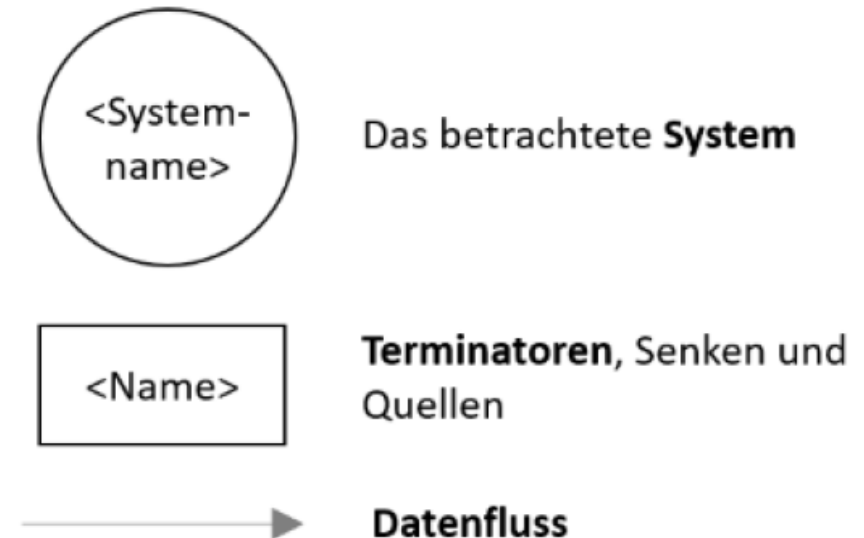 <System-
name>
Das betrachtete System
<Name>
Terminatoren, Senken und
Quellen
Datenfluss